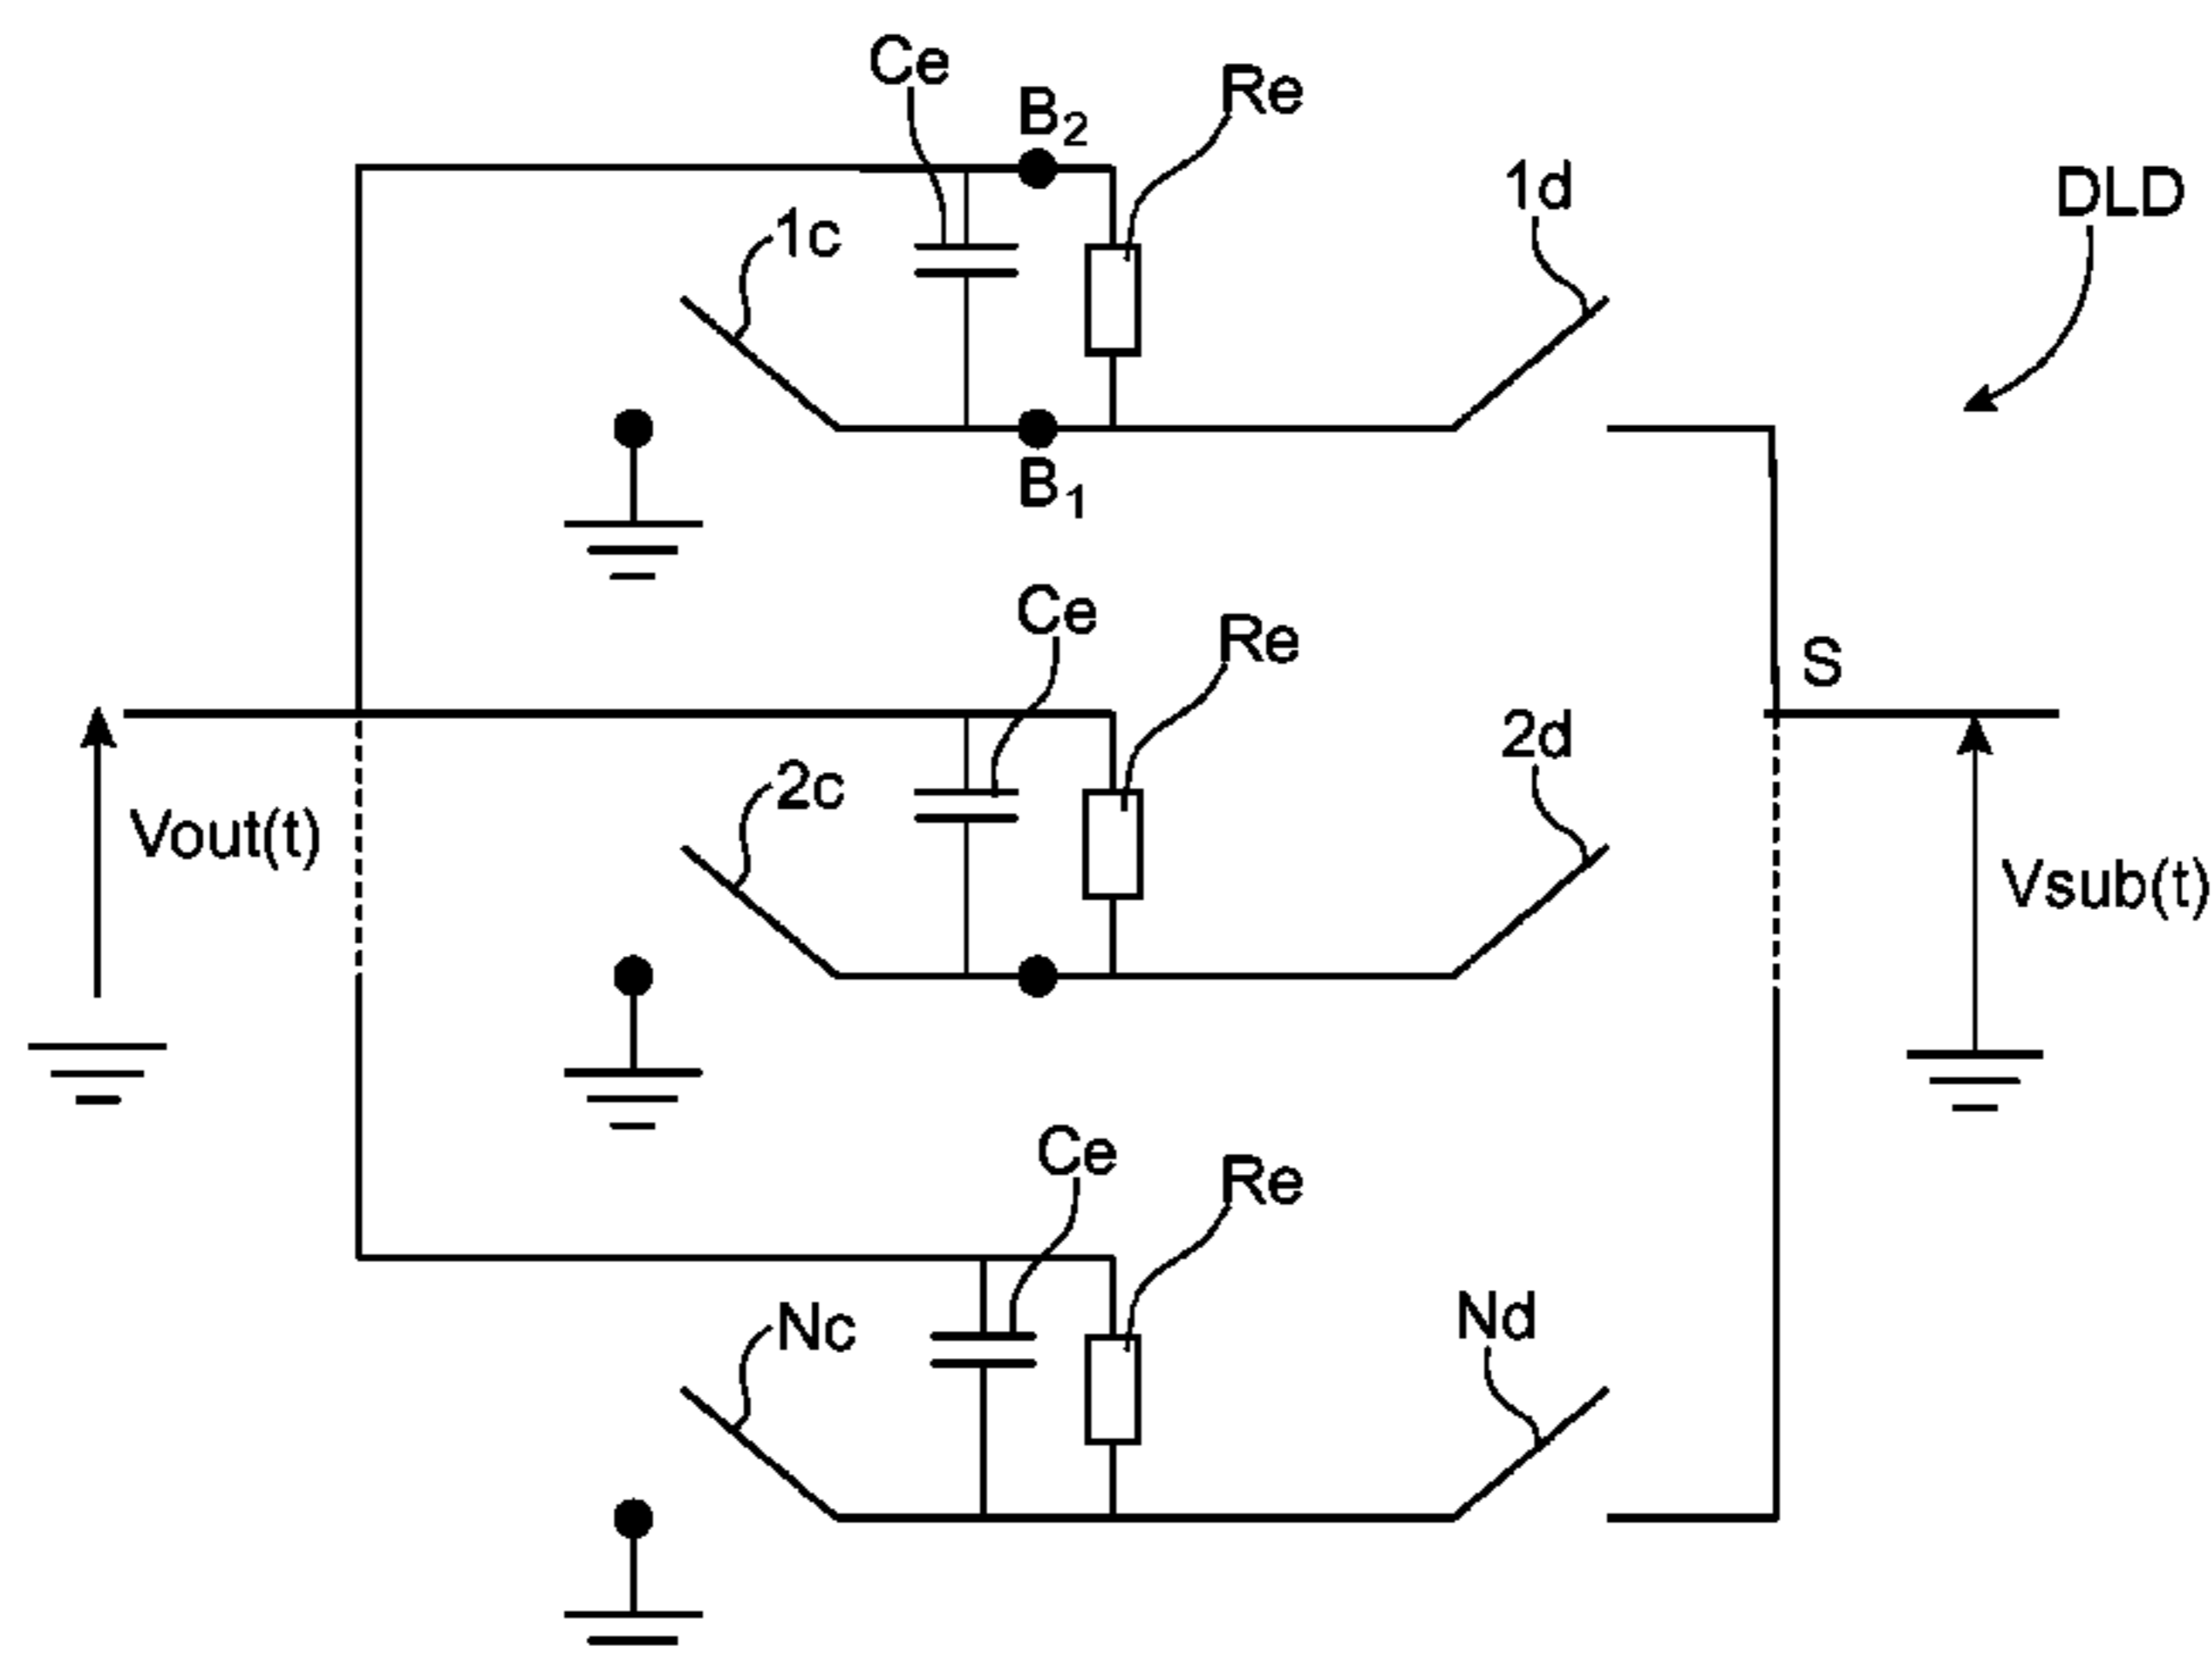 Ce
B₂
Re
1d
DLD
1c
B₁
Ce
Re
S
2d
2c
Vout(t)
Vsub(t)
Ce
Re
Nd
Nc